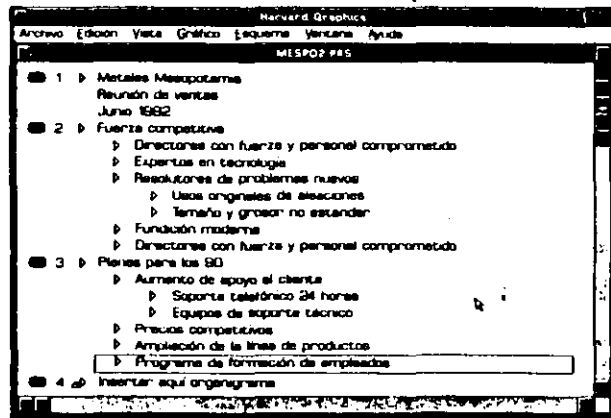 Harvard Graphics
Archivo Edición Vista Gráfico Esquema Ventana Ayuda
MESPO2.PRS
1 Metales Mesopotamia
Reunión de ventas
Junio 1992
2 Fuerza competitiva
Directores con fuerza y personal comprometido
Expertos en tecnología
Resolutores de problemas nuevos
Usos originales de aleaciones
Tamaño y grosor no estander
Fundición moderna
Directores con fuerza y personal comprometido
3 Planes para los 90
Aumento de apoyo al cliente
Soporte telefónico 24 horas
Equipos de soporte técnico
Precios competitivos
Ampliación de la línea de productos
Programa de formación de empleados
4 Insertar aquí organigrama